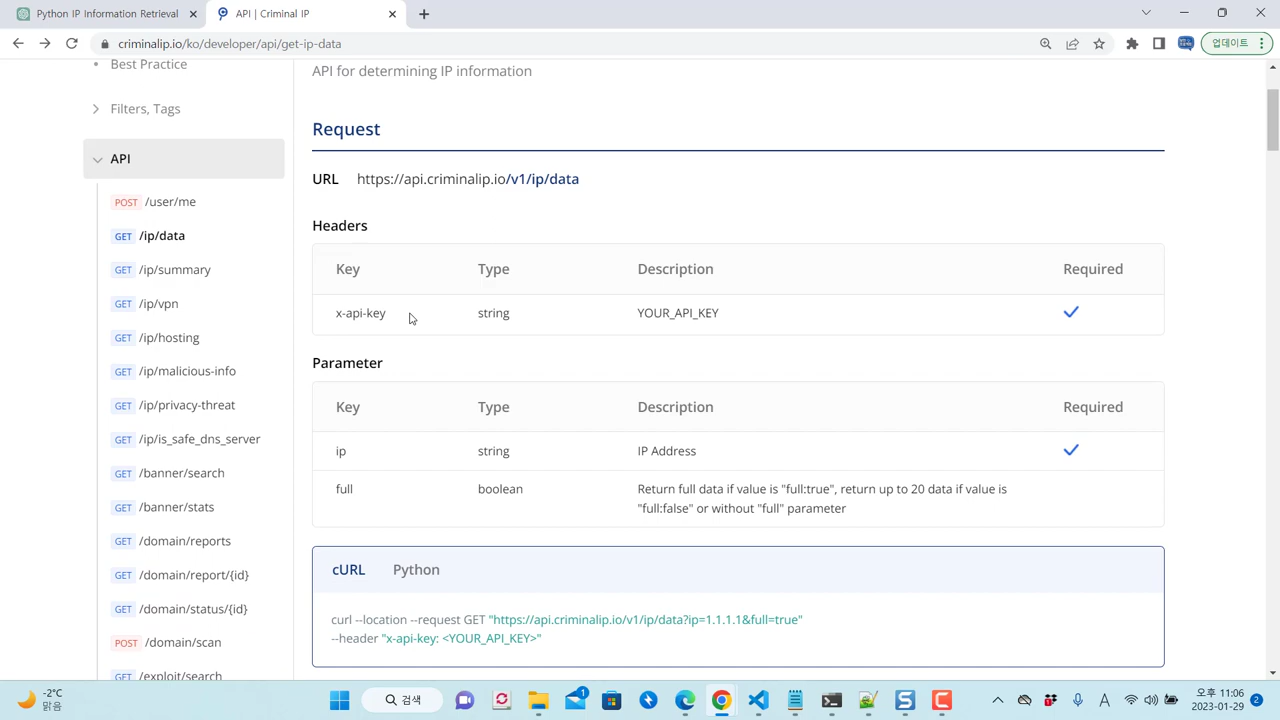 Python IP Information Retrieval
API | Criminal IP
criminalip.io/ko/developer/api/get-ip-data
업데이트
Best Practice
Filters, Tags
API
POST /user/me
GET /ip/data
GET /ip/summary
GET /ip/vpn
GET /ip/hosting
GET /ip/malicious-info
GET /ip/privacy-threat
GET /ip/is_safe_dns_server
GET /banner/search
GET /banner/stats
GET /domain/reports
GET /domain/report/{id}
GET /domain/status/{id}
POST /domain/scan
GET /exploit/search
API for determining IP information
Request
URL https://api.criminalip.io/v1/ip/data
Headers
Key Type Description Required
x-api-key string YOUR_API_KEY
Parameter
Key Type Description Required
ip string IP Address
full boolean Return full data if value is "full:true", return up to 20 data if value is
"full:false" or without "full" parameter
cURL Python
curl --location --request GET "https://api.criminalip.io/v1/ip/data?ip=1.1.1.1&full=true"
--header "x-api-key: <YOUR_API_KEY>"
-2°C
맑음
검색
1
A
오후 11:06
2023-01-29
2